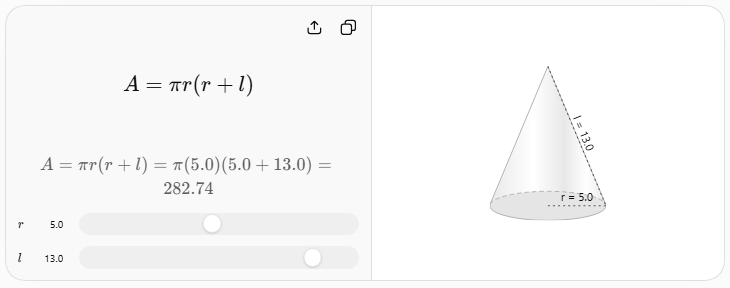 A = πr(r + l)
A = πr(r + l) = π(5.0)(5.0 + 13.0) =
282.74
r 5.0
l 13.0
l = 13.0
r = 5.0